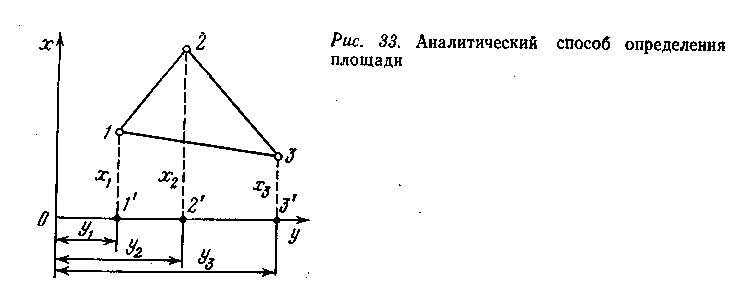 Рис. 33. Аналитический способ определения
площади
x
2
1
3
x₁
x₂
x₃
0
1'
2'
3'
y
y₁
y₂
y₃